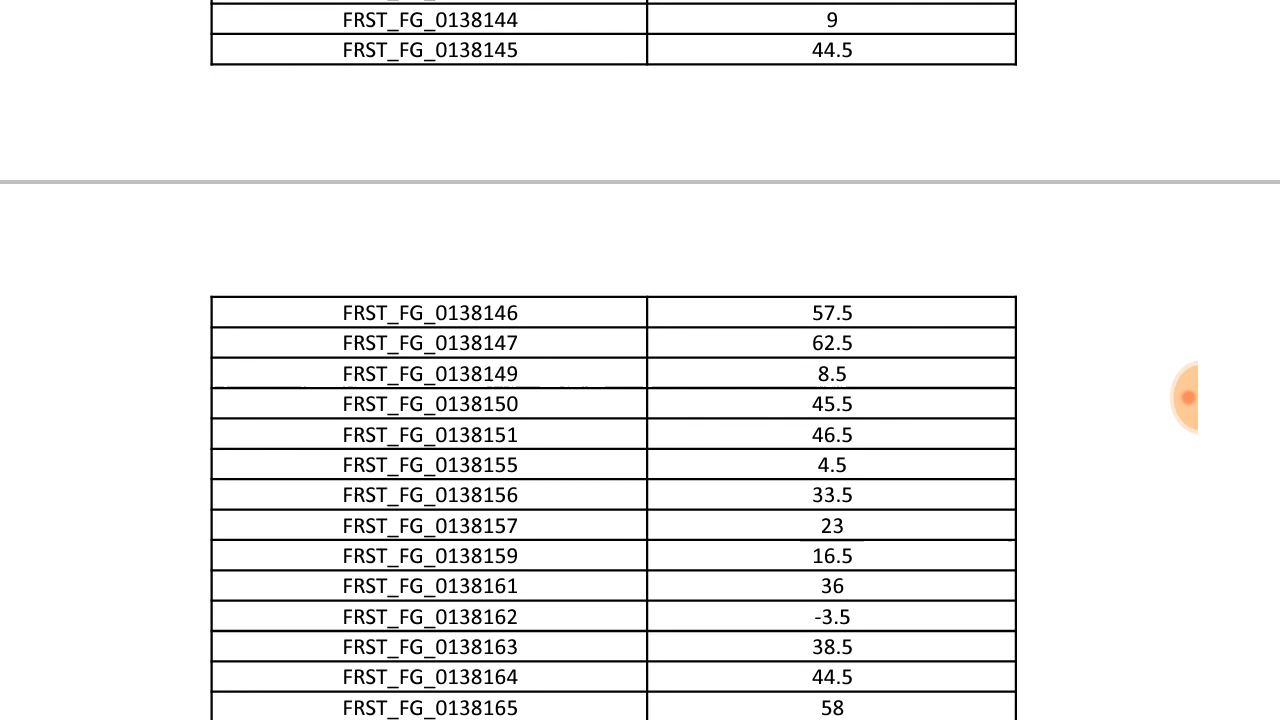 FRST_FG_0138144 9
FRST_FG_0138145 44.5
FRST_FG_0138146 57.5
FRST_FG_0138147 62.5
FRST_FG_0138149 8.5
FRST_FG_0138150 45.5
FRST_FG_0138151 46.5
FRST_FG_0138155 4.5
FRST_FG_0138156 33.5
FRST_FG_0138157 23
FRST_FG_0138159 16.5
FRST_FG_0138161 36
FRST_FG_0138162 -3.5
FRST_FG_0138163 38.5
FRST_FG_0138164 44.5
FRST_FG_0138165 58